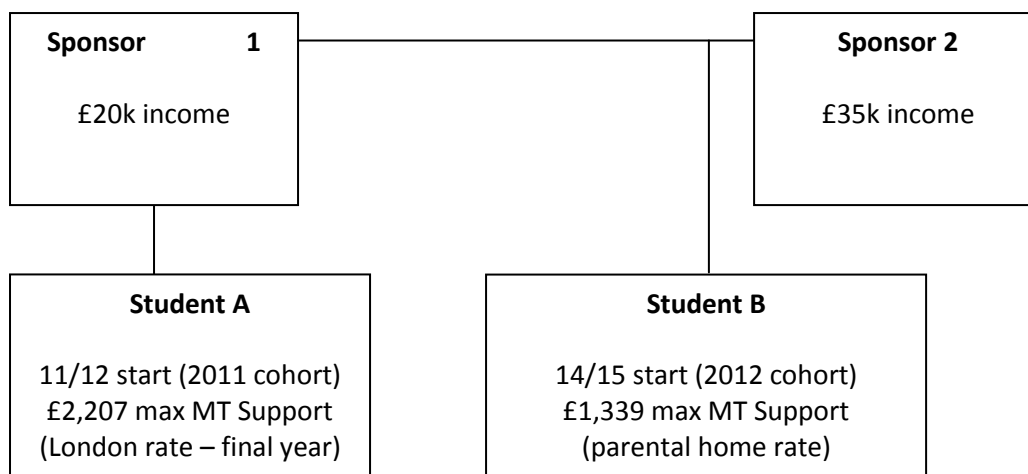 Sponsor 1
£20k income
Sponsor 2
£35k income
Student A
11/12 start (2011 cohort)
£2,207 max MT Support
(London rate – final year)
Student B
14/15 start (2012 cohort)
£1,339 max MT Support
(parental home rate)